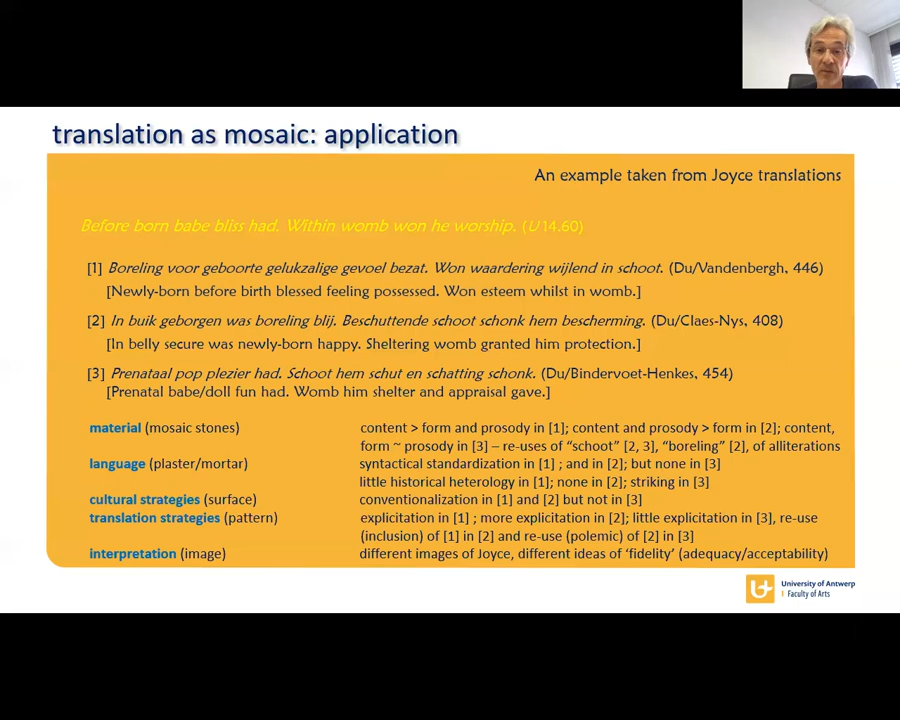 translation as mosaic: application
An example taken from Joyce translations
Before born babe bliss had. Within womb won he worship. (U 14.60)
[1] Boreling voor geboorte gelukzalige gevoel bezat. Won waardering wijlend in schoot. (Du/Vandenbergh, 446)
[Newly-born before birth blessed feeling possessed. Won esteem whilst in womb.]
[2] In buik geborgen was boreling blij. Beschuttende schoot schonk hem bescherming. (Du/Claes-Nys, 408)
[In belly secure was newly-born happy. Sheltering womb granted him protection.]
[3] Prenataal pop plezier had. Schoot hem schut en schatting schonk. (Du/Bindervoet-Henkes, 454)
[Prenatal babe/doll fun had. Womb him shelter and appraisal gave.]
material (mosaic stones) content > form and prosody in [1]; content and prosody > form in [2]; content,
form ~ prosody in [3] – re-uses of “schoot” [2, 3], “boreling” [2], of alliterations
language (plaster/mortar) syntactical standardization in [1] ; and in [2]; but none in [3]
little historical heterology in [1]; none in [2]; striking in [3]
cultural strategies (surface) conventionalization in [1] and [2] but not in [3]
translation strategies (pattern) explicitation in [1] ; more explicitation in [2]; little explicitation in [3], re-use
(inclusion) of [1] in [2] and re-use (polemic) of [2] in [3]
interpretation (image) different images of Joyce, different ideas of ‘fidelity’ (adequacy/acceptability)
University of Antwerp
Faculty of Arts